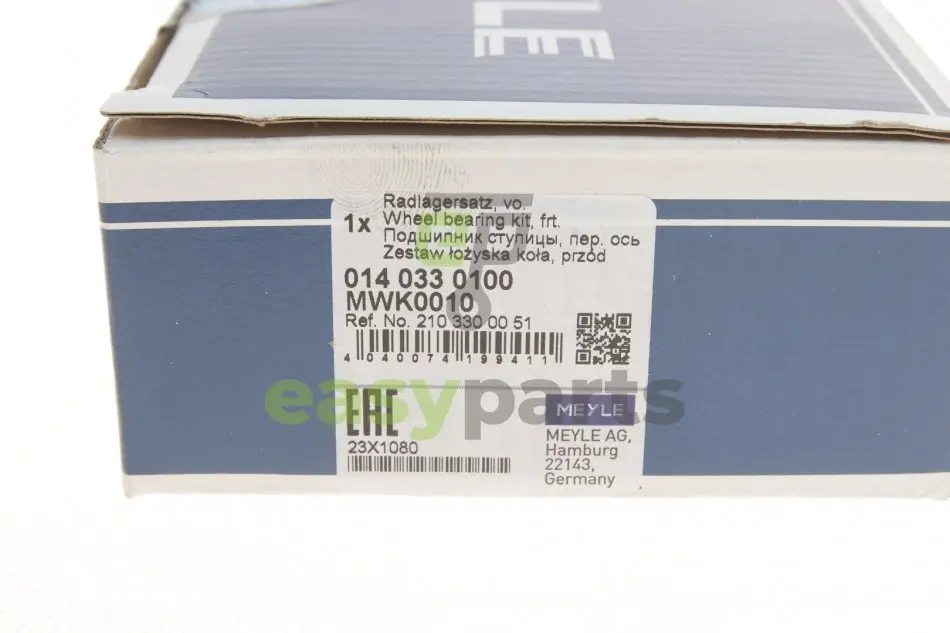 LE
Radlagersatz, vo.
1x Wheel bearing kit, frt.
Подшипник ступицы, пер. ось
Zestaw łożyska koła, przód
014 033 0100
MWK0010
Ref. No. 210 330 00 51
4 040074 199411
easyparts
EAC
23X1080
MEYLE
MEYLE AG,
Hamburg
22143,
Germany